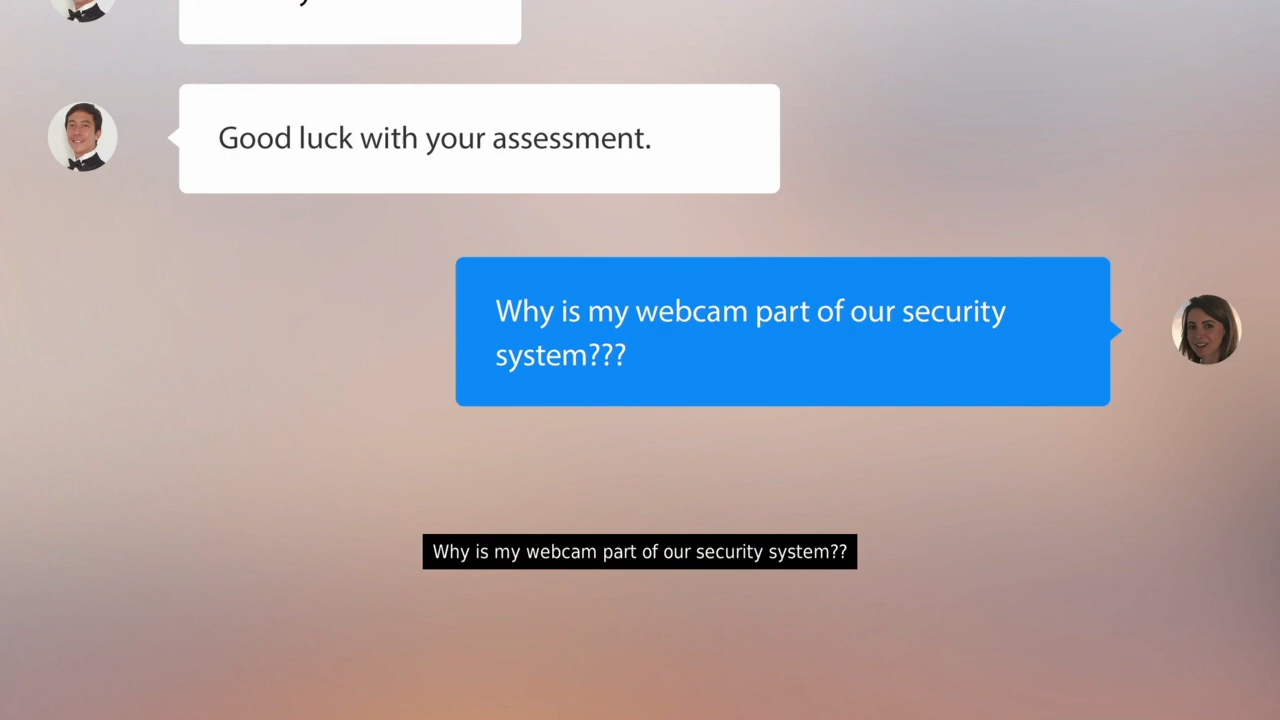 Good luck with your assessment.
Why is my webcam part of our security
system???
Why is my webcam part of our security system??